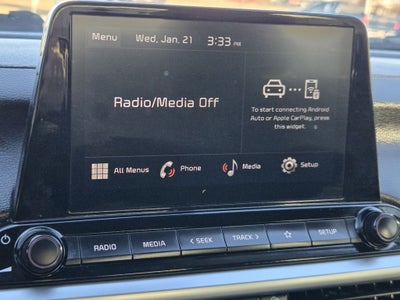 Menu Wed, Jan. 21 3:33 PM
Radio/Media Off
To start connecting Android
Auto or Apple CarPlay, press
this widget.
All Menus Phone Media Setup
RADIO MEDIA < SEEK TRACK > SETUP